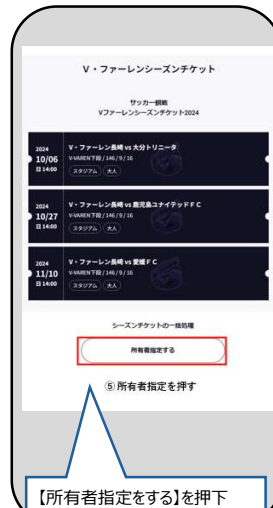 V・ファーレンシーズンチケット
サッカー観戦
Vファーレンシーズンチケット2024
2024
10/06
日 14:00
V・ファーレン長崎 vs 大分トリニータ
V-VAREN下段 / 146 / 9 / 16
スタジアム
大人
2024
10/27
日 14:00
V・ファーレン長崎 vs 鹿児島ユナイテッドFC
V-VAREN下段 / 146 / 9 / 16
スタジアム
大人
2024
11/10
日 14:00
V・ファーレン長崎 vs 愛媛FC
V-VAREN下段 / 146 / 9 / 16
スタジアム
大人
シーズンチケットの一括処理
所有者指定する
⑤ 所有者指定を押す
【所有者指定をする】を押下